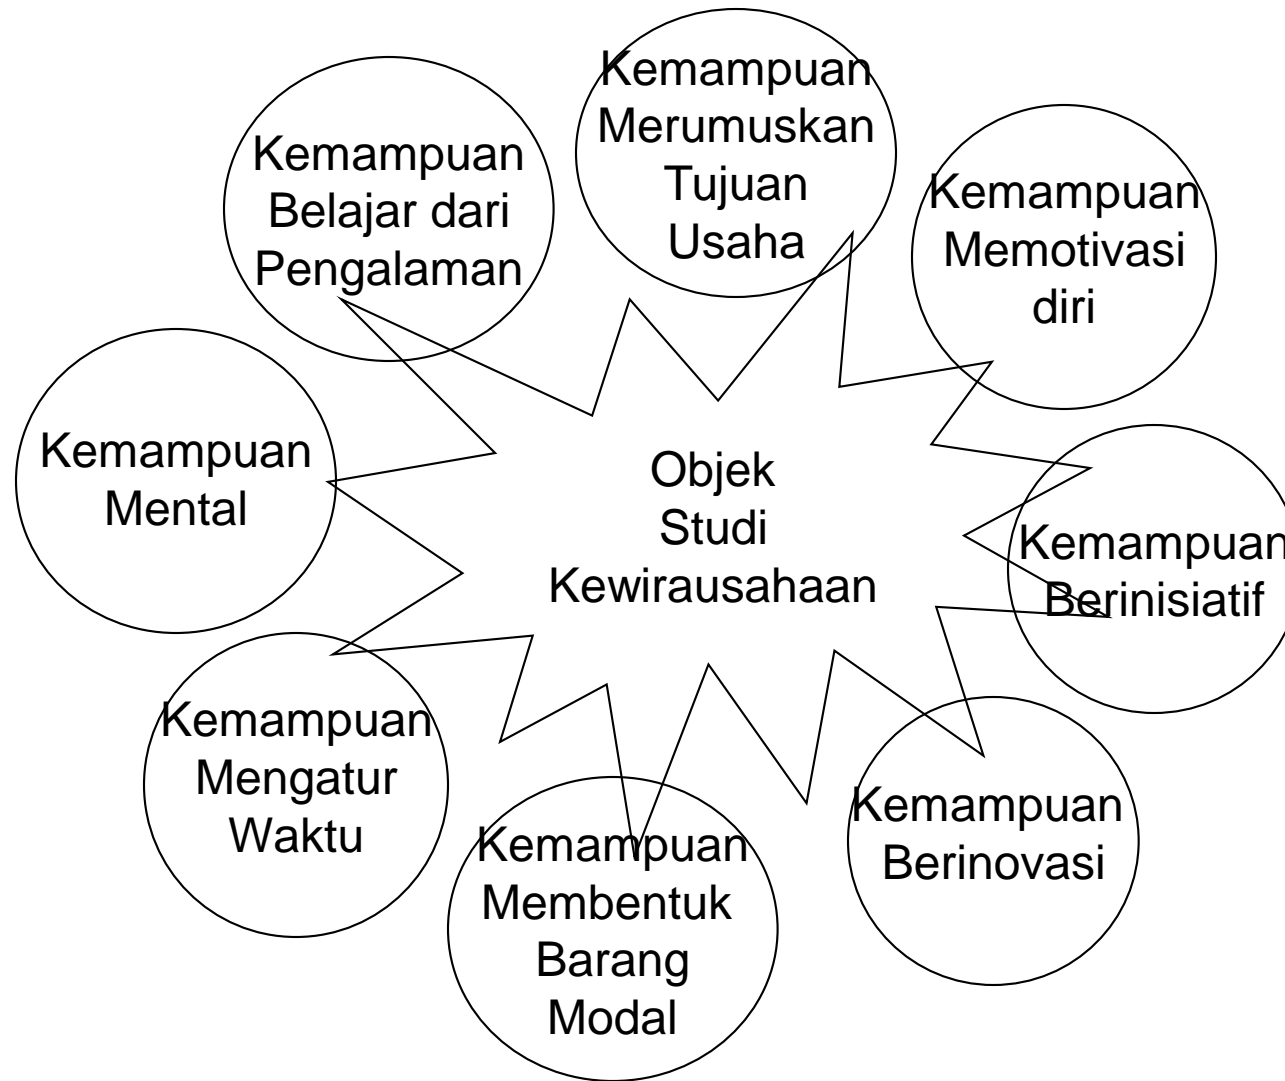 Kemampuan
Merumuskan
Tujuan
Usaha
Kemampuan
Belajar dari
Pengalaman
Kemampuan
Memotivasi
diri
Kemampuan
Mental
Objek
Studi
Kewirausahaan
Kemampuan
Berinisiatif
Kemampuan
Mengatur
Waktu
Kemampuan
Membentuk
Barang
Modal
Kemampuan
Berinovasi